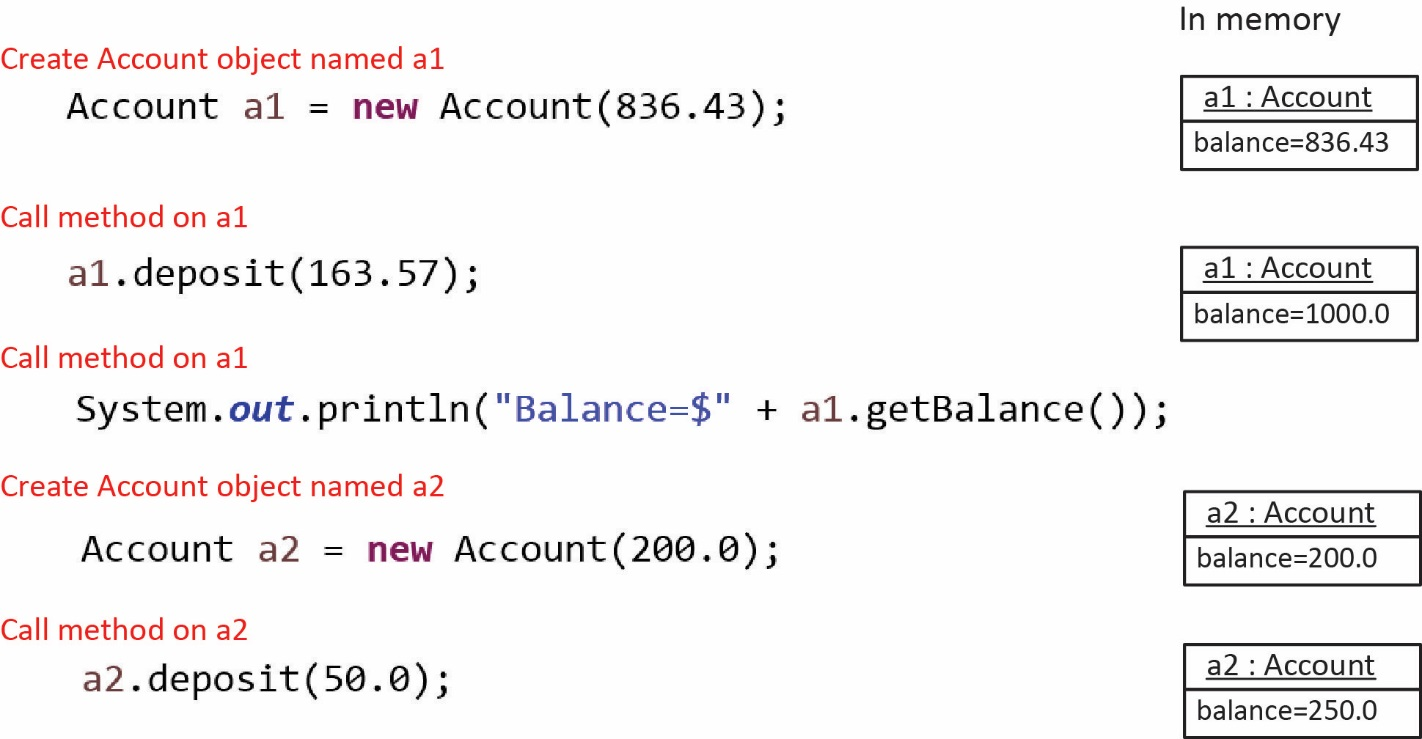 In memory
Create Account object named a1
Account a1 = new Account(836.43);
a1 : Account
balance=836.43
Call method on a1
a1.deposit(163.57);
a1 : Account
balance=1000.0
Call method on a1
System.out.println("Balance=$" + a1.getBalance());
Create Account object named a2
Account a2 = new Account(200.0);
a2 : Account
balance=200.0
Call method on a2
a2.deposit(50.0);
a2 : Account
balance=250.0